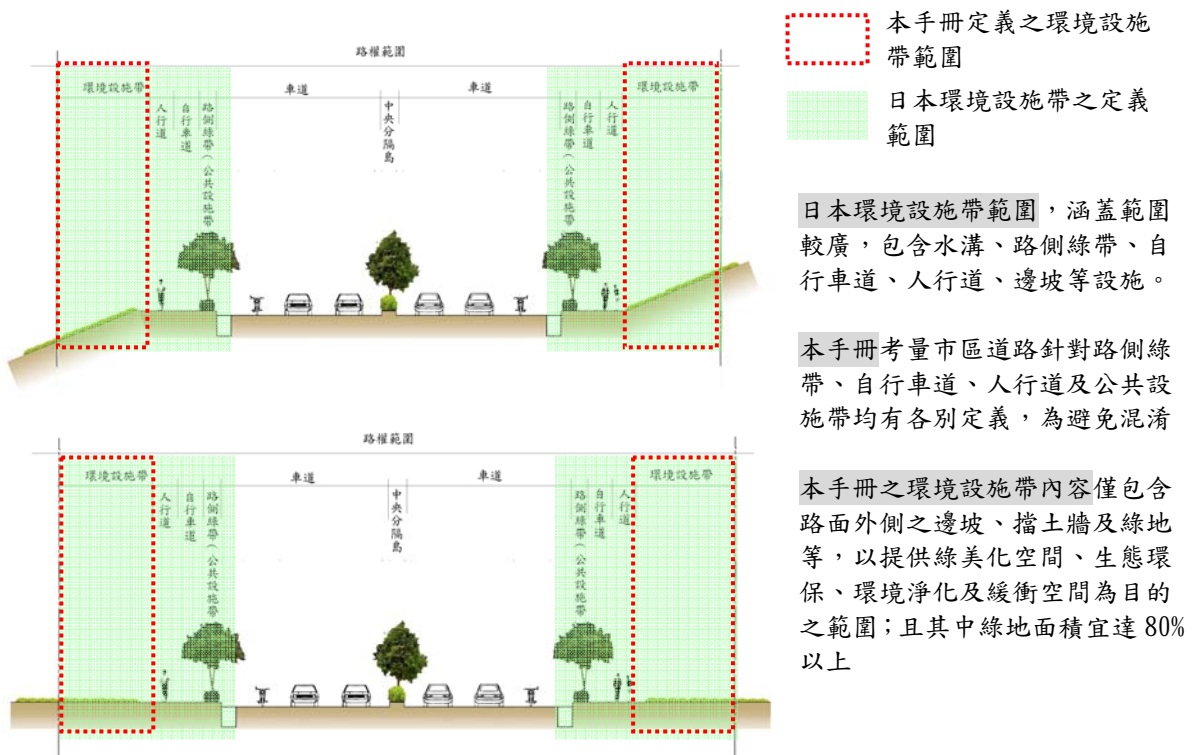 路權範圍
環境設施帶
車道
車道
環境設施帶
人行道
自行車道
路側綠帶(公共設施帶
中央分隔島
路側綠帶(公共設施帶
自行車道
人行道
路權範圍
環境設施帶
車道
車道
環境設施帶
人行道
自行車道
路側綠帶(公共設施帶
中央分隔島
路側綠帶(公共設施帶
自行車道
人行道
本手冊定義之環境設施
帶範圍
日本環境設施帶之定義
範圍
日本環境設施帶範圍，涵蓋範圍
較廣，包含水溝、路側綠帶、自
行車道、人行道、邊坡等設施。
本手冊考量市區道路針對路側綠
帶、自行車道、人行道及公共設
施帶均有各別定義，為避免混淆
本手冊之環境設施帶內容僅包含
路面外側之邊坡、擋土牆及綠地
等，以提供綠美化空間、生態環
保、環境淨化及緩衝空間為目的
之範圍；且其中綠地面積宜達 80%
以上